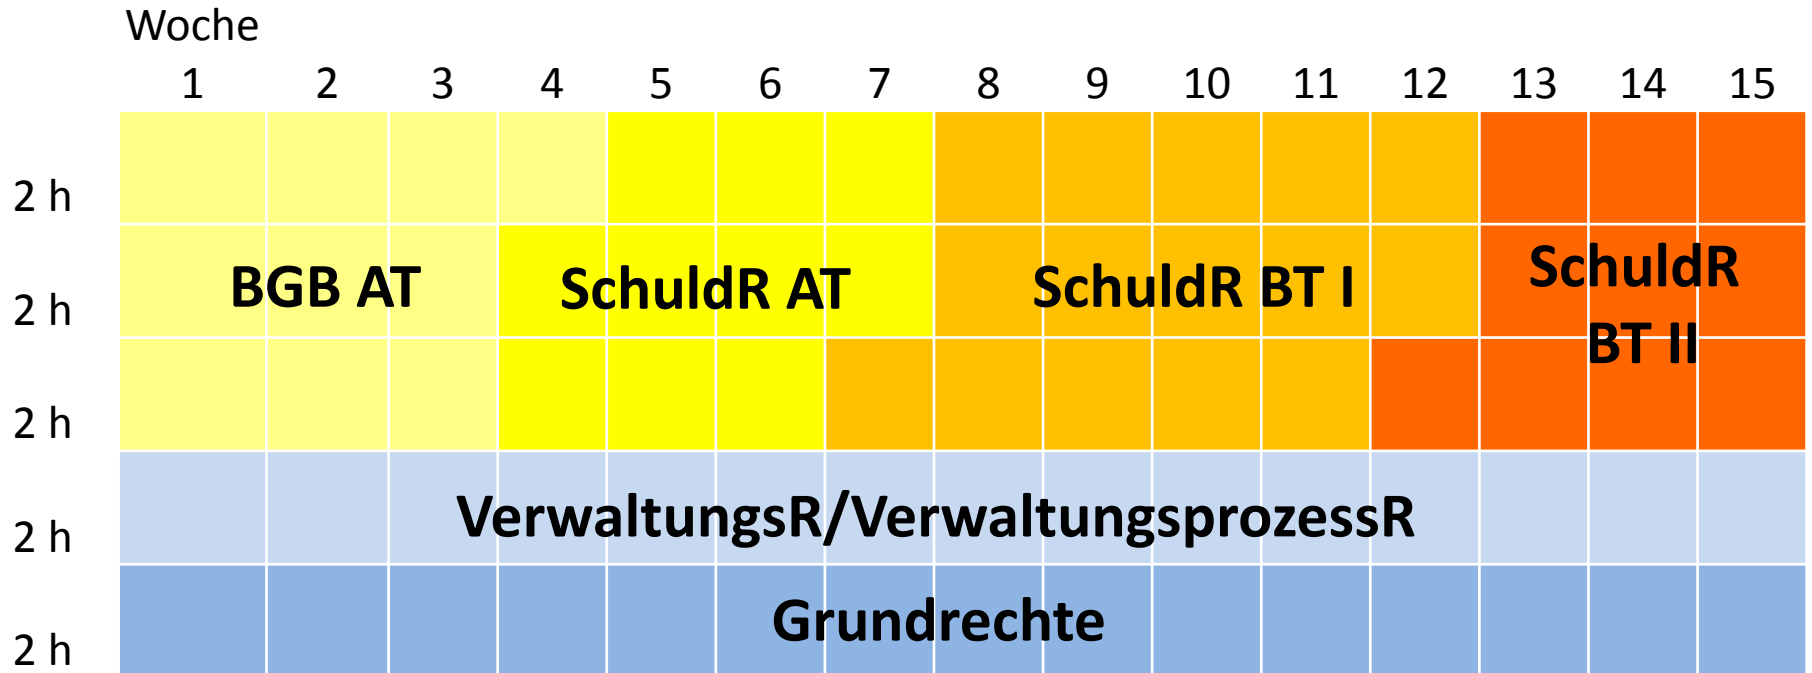 Woche
1 2 3 4 5 6 7 8 9 10 11 12 13 14 15
2 h
2 h
BGB AT SchuldR AT SchuldR BT I SchuldR
BT II
2 h
2 h
VerwaltungsR/VerwaltungsprozessR
2 h
Grundrechte